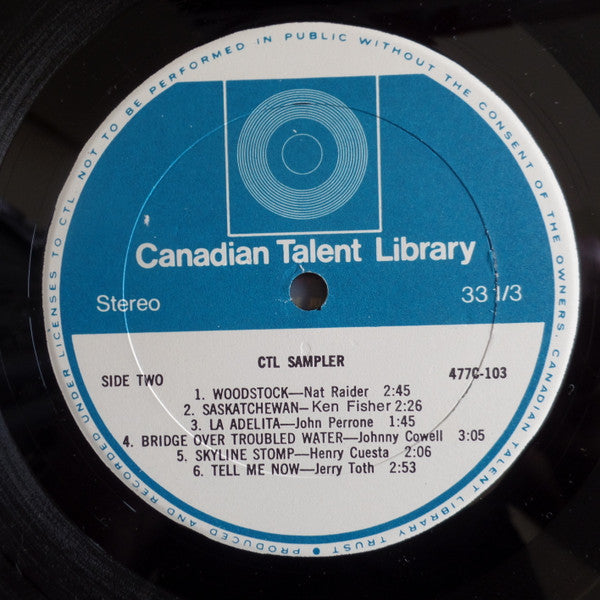 PRODUCED AND RECORDED UNDER LICENSES TO CTL. NOT TO BE PERFORMED IN PUBLIC WITHOUT THE CONSENT OF THE OWNERS, CANADIAN TALENT LIBRARY TRUST •
Canadian Talent Library
Stereo 33 1/3
CTL SAMPLER
SIDE TWO 477C-103
1. WOODSTOCK—Nat Raider 2:45
2. SASKATCHEWAN—Ken Fisher 2:26
3. LA ADELITA—John Perrone 1:45
4. BRIDGE OVER TROUBLED WATER—Johnny Cowell 3:05
5. SKYLINE STOMP—Henry Cuesta 2:06
6. TELL ME NOW—Jerry Toth 2:53